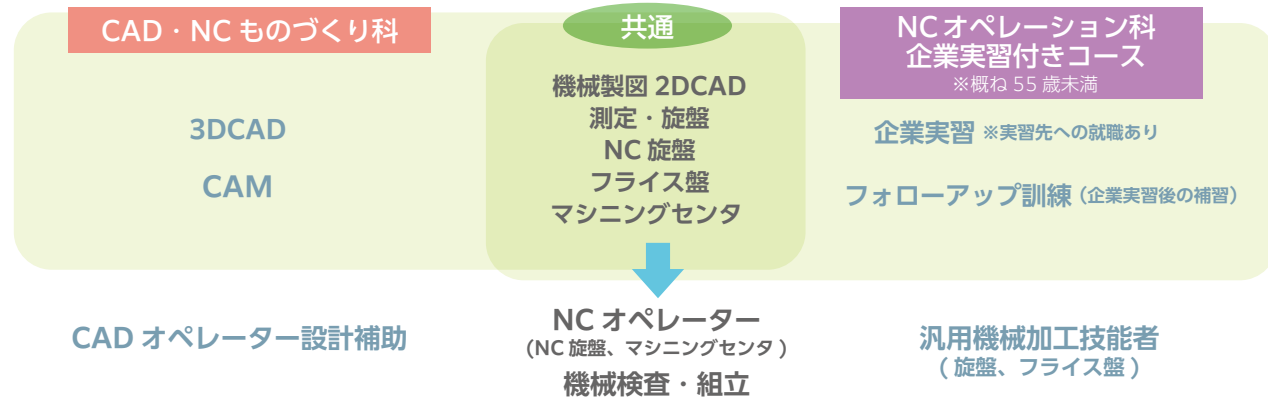 CAD・NC ものづくり科
3DCAD
CAM
共通
機械製図 2DCAD
測定・旋盤
NC 旋盤
フライス盤
マシニングセンタ
NC オペレーション科
企業実習付きコース
※概ね 55 歳未満
企業実習 ※実習先への就職あり
フォローアップ訓練（企業実習後の補習）
CAD オペレーター設計補助
NC オペレーター
(NC 旋盤、マシニングセンタ )
機械検査・組立
汎用機械加工技能者
( 旋盤、フライス盤 )